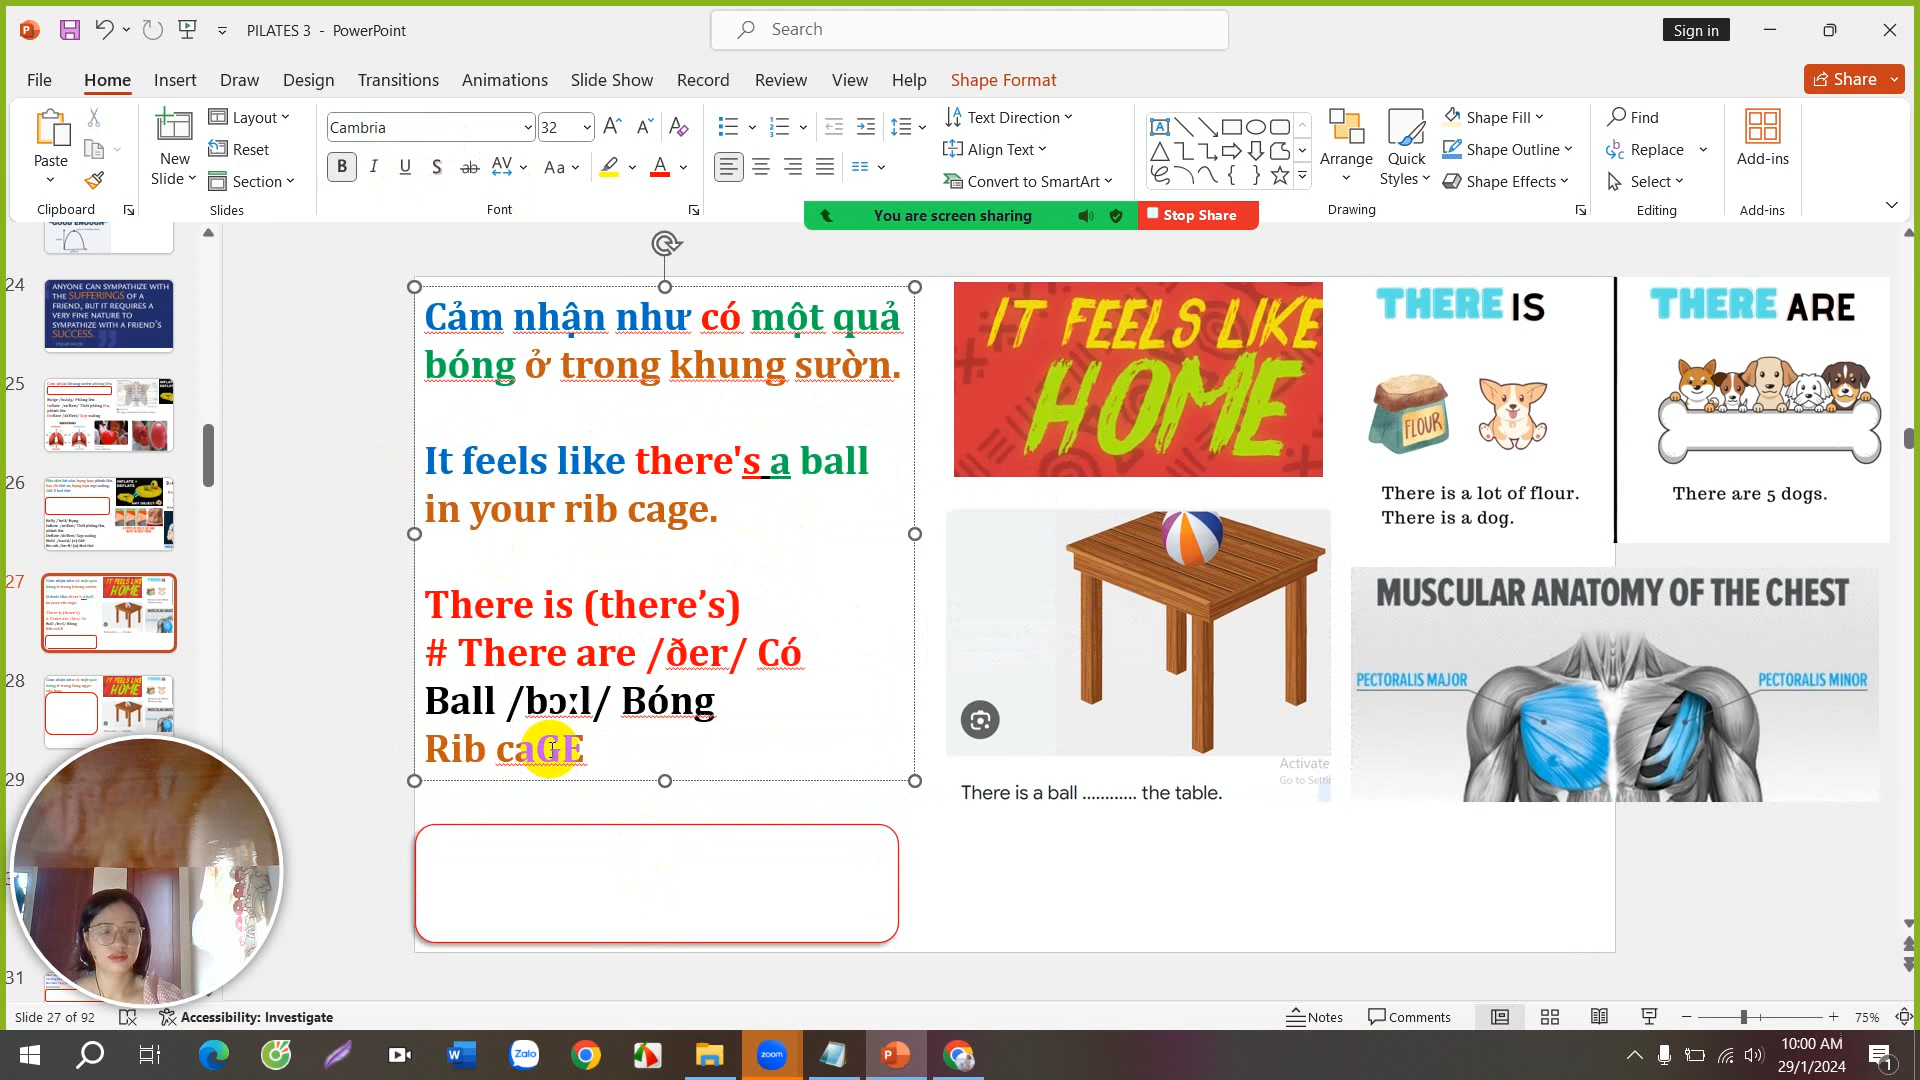 PILATES 3 - PowerPoint
Search
Sign in
File
Home
Insert
Draw
Design
Transitions
Animations
Slide Show
Record
Review
View
Help
Shape Format
Share
Paste
New Slide
Layout
Reset
Section
Cambria
32
Text Direction
Align Text
Convert to SmartArt
Arrange
Quick Styles
Shape Fill
Shape Outline
Shape Effects
Find
Replace
Select
Add-ins
Clipboard
Slides
Font
Drawing
Editing
Add-ins
You are screen sharing
Stop Share
24
ANYONE CAN SYMPATHIZE WITH
THE SUFFERINGS OF A
FRIEND, BUT IT REQUIRES A
VERY FINE NATURE TO
SYMPATHIZE WITH A FRIEND'S
SUCCESS.
25
26
27
28
29
31
Cảm nhận như có một quả
bóng ở trong khung sườn.
It feels like there's a ball
in your rib cage.
There is (there’s)
# There are /ðer/ Có
Ball /bɔːl/ Bóng
Rib caGE
IT FEELS LIKE
HOME
THERE IS
FLOUR
There is a lot of flour.
There is a dog.
THERE ARE
There are 5 dogs.
Activate
Go to Setti
There is a ball ............ the table.
MUSCULAR ANATOMY OF THE CHEST
PECTORALIS MAJOR
PECTORALIS MINOR
Slide 27 of 92
Accessibility: Investigate
Notes
Comments
75%
Zalo
zoom
10:00 AM
29/1/2024
1